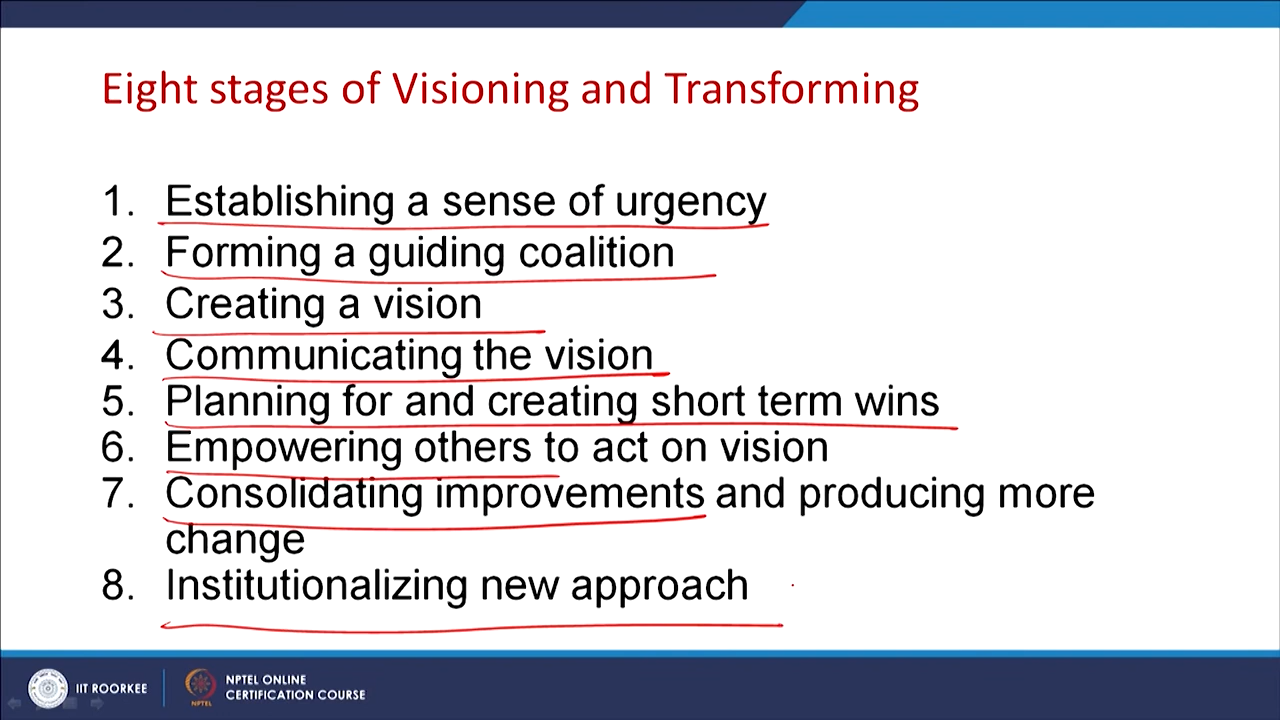 Eight stages of Visioning and Transforming
1. Establishing a sense of urgency
2. Forming a guiding coalition
3. Creating a vision
4. Communicating the vision
5. Planning for and creating short term wins
6. Empowering others to act on vision
7. Consolidating improvements and producing more
change
8. Institutionalizing new approach
IIT ROORKEE
NPTEL
NPTEL ONLINE
CERTIFICATION COURSE